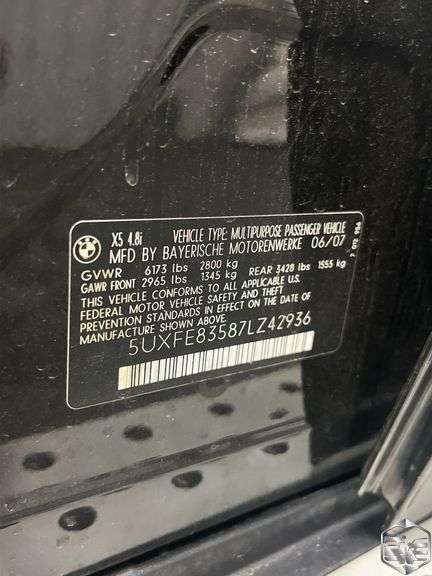 BMW
X5 4.8i VEHICLE TYPE: MULTIPURPOSE PASSENGER VEHICLE
MFD BY BAYERISCHE MOTORENWERKE 06/07
GVWR 6173 lbs 2800 kg
GAWR FRONT 2965 lbs 1345 kg REAR 3428 lbs 1555 kg
THIS VEHICLE CONFORMS TO ALL APPLICABLE U.S.
FEDERAL MOTOR VEHICLE SAFETY, BUMPER, AND THEFT
PREVENTION STANDARDS IN EFFECT ON THE DATE OF
MANUFACTURE SHOWN ABOVE.
5UXFE83587LZ42936